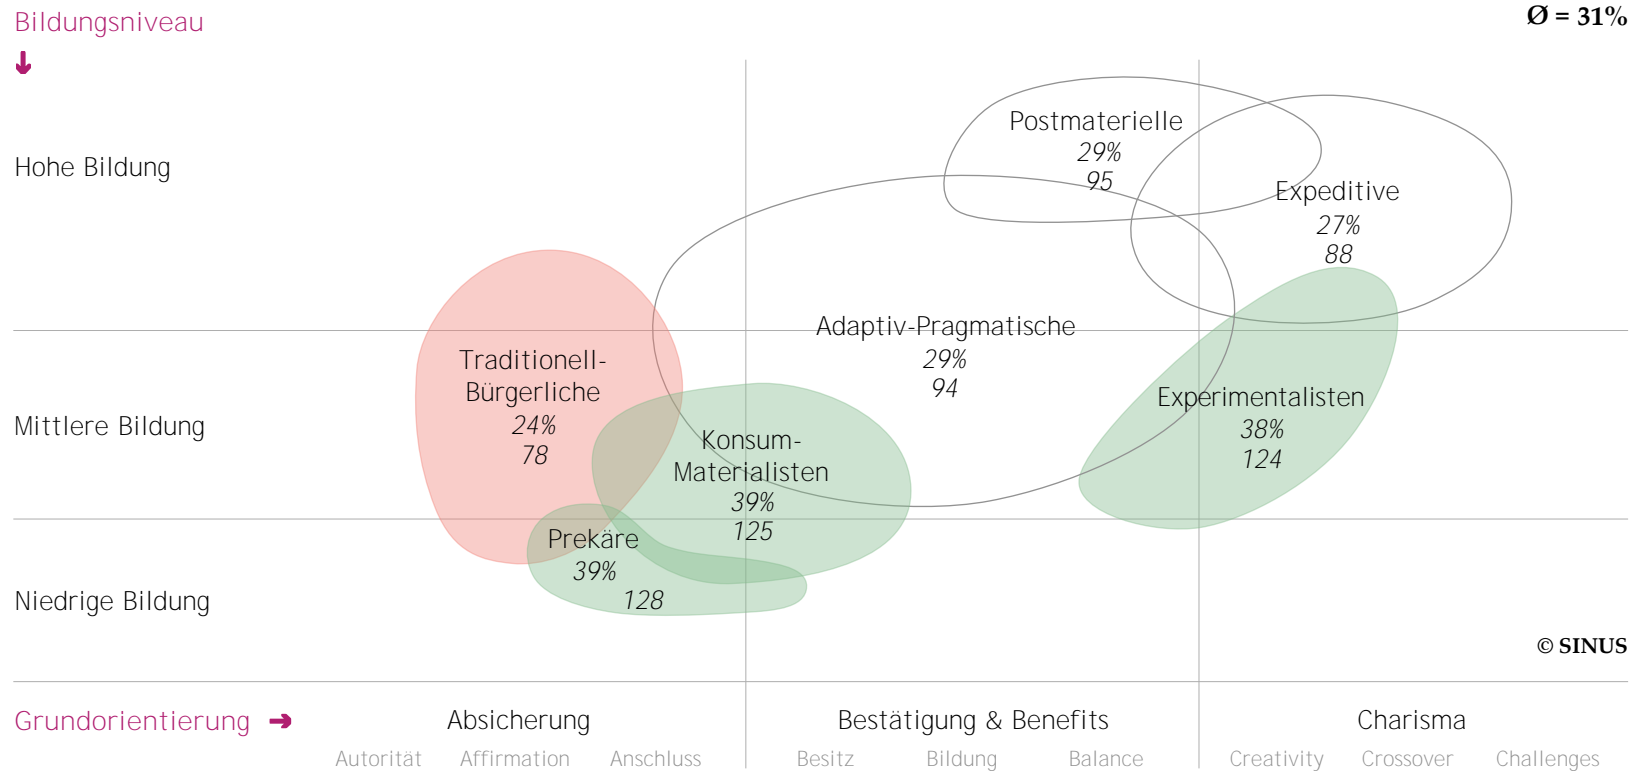 Bildungsniveau
Ø = 31%
Hohe Bildung
Postmaterielle
29%
95
Expeditive
27%
88
Adaptiv-Pragmatische
29%
94
Mittlere Bildung
Traditionell-
Bürgerliche
24%
78
Konsum-
Materialisten
39%
125
Experimentalisten
38%
124
Niedrige Bildung
Prekäre
39%
128
© SINUS
Grundorientierung
Absicherung
Bestätigung & Benefits
Charisma
Autorität
Affirmation
Anschluss
Besitz
Bildung
Balance
Creativity
Crossover
Challenges